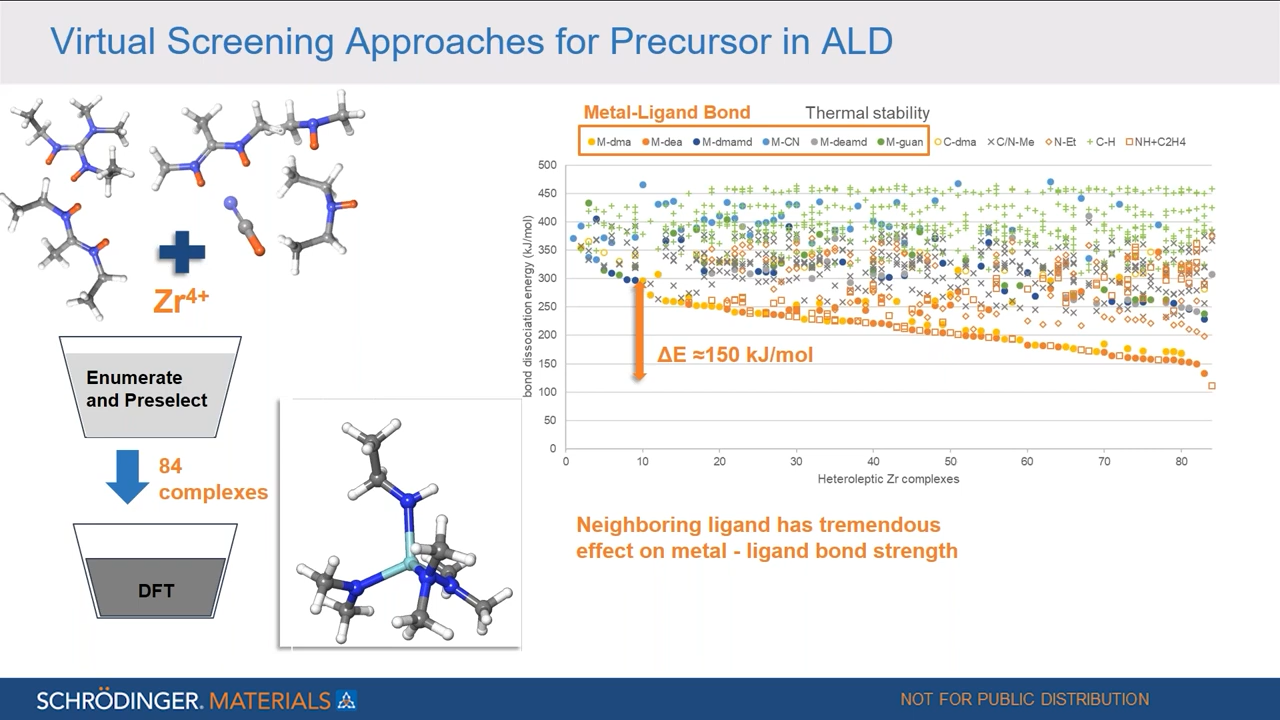 Virtual Screening Approaches for Precursor in ALD
Zr4+
Enumerate
and Preselect
84
complexes
DFT
Metal-Ligand Bond
Thermal stability
M-dma M-dea M-dmamd M-CN M-deamd M-guan C-dma C/N-Me N-Et C-H NH+C2H4
bond dissociation energy (kJ/mol)
500
450
400
350
300
250
200
150
100
50
0
0 10 20 30 40 50 60 70 80
Heteroleptic Zr complexes
ΔE ≈150 kJ/mol
Neighboring ligand has tremendous
effect on metal - ligand bond strength
SCHRÖDINGER. MATERIALS
NOT FOR PUBLIC DISTRIBUTION